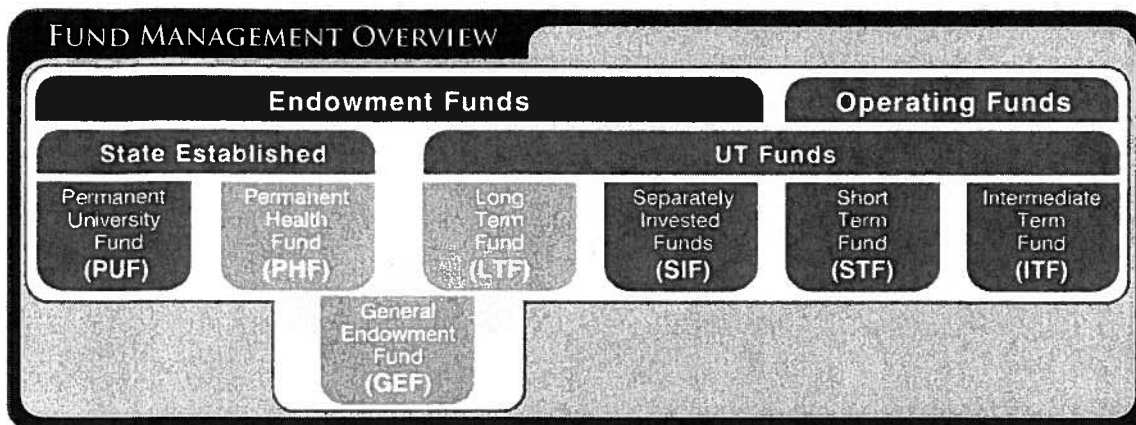 FUND MANAGEMENT OVERVIEW
Endowment Funds
Operating Funds
State Established
UT Funds
Permanent
University
Fund
(PUF)
Permanent
Health
Fund
(PHF)
Long
Term
Fund
(LTF)
Separately
Invested
Funds
(SIF)
Short
Term
Fund
(STF)
Intermediate
Term
Fund
(ITF)
General
Endowment
Fund
(GEF)